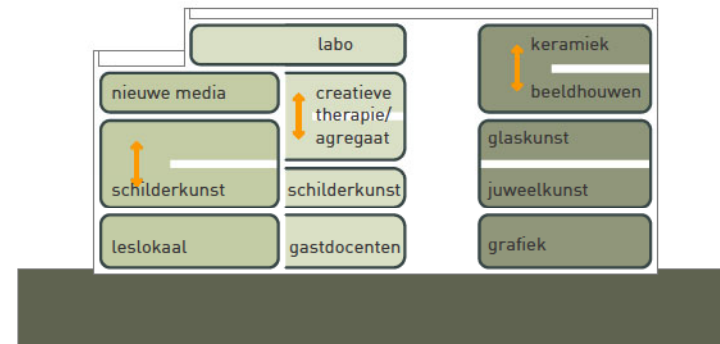 labo
keramiek
nieuwe media
creatieve
therapie/
agregaat
beeldhouwen
glaskunst
schilderkunst
schilderkunst
juweelkunst
leslokaal
gastdocenten
grafiek